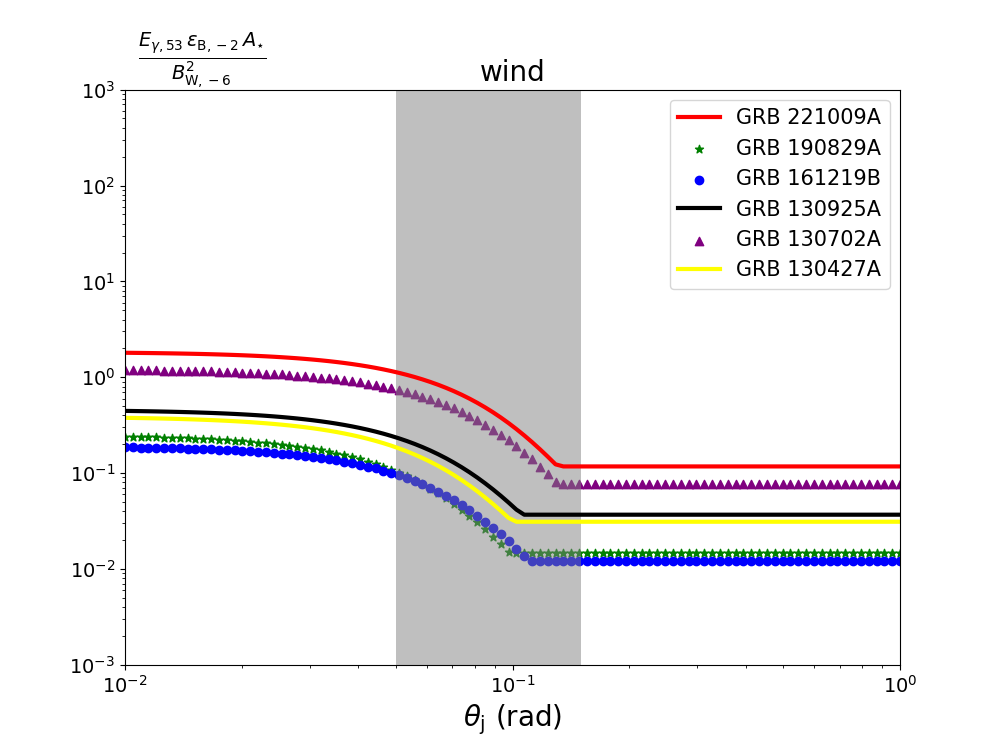 E_{γ, 53} ε_{B, −2} A_⋆
B²_{W, −6}
wind
10³
10²
10¹
10⁰
10⁻¹
10⁻²
10⁻³
GRB 221009A
GRB 190829A
GRB 161219B
GRB 130925A
GRB 130702A
GRB 130427A
10⁻² 10⁻¹ 10⁰
θ_j (rad)